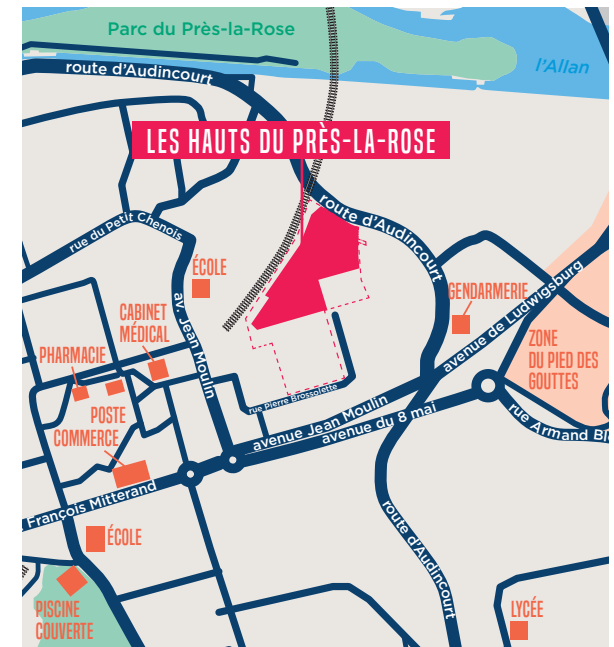 Parc du Près-la-Rose
l'Allan
route d'Audincourt
LES HAUTS DU PRÈS-LA-ROSE
route d'Audincourt
rue du Petit Chenois
ÉCOLE
av. Jean Moulin
GENDARMERIE
avenue de Ludwigsburg
CABINET
MÉDICAL
PHARMACIE
ZONE
DU PIED DES
GOUTTES
rue Pierre Brossolette
POSTE
COMMERCE
avenue Jean Moulin
avenue du 8 mai
rue Armand Bl
François Mitterand
route d'Audincourt
ÉCOLE
PISCINE
COUVERTE
LYCÉE